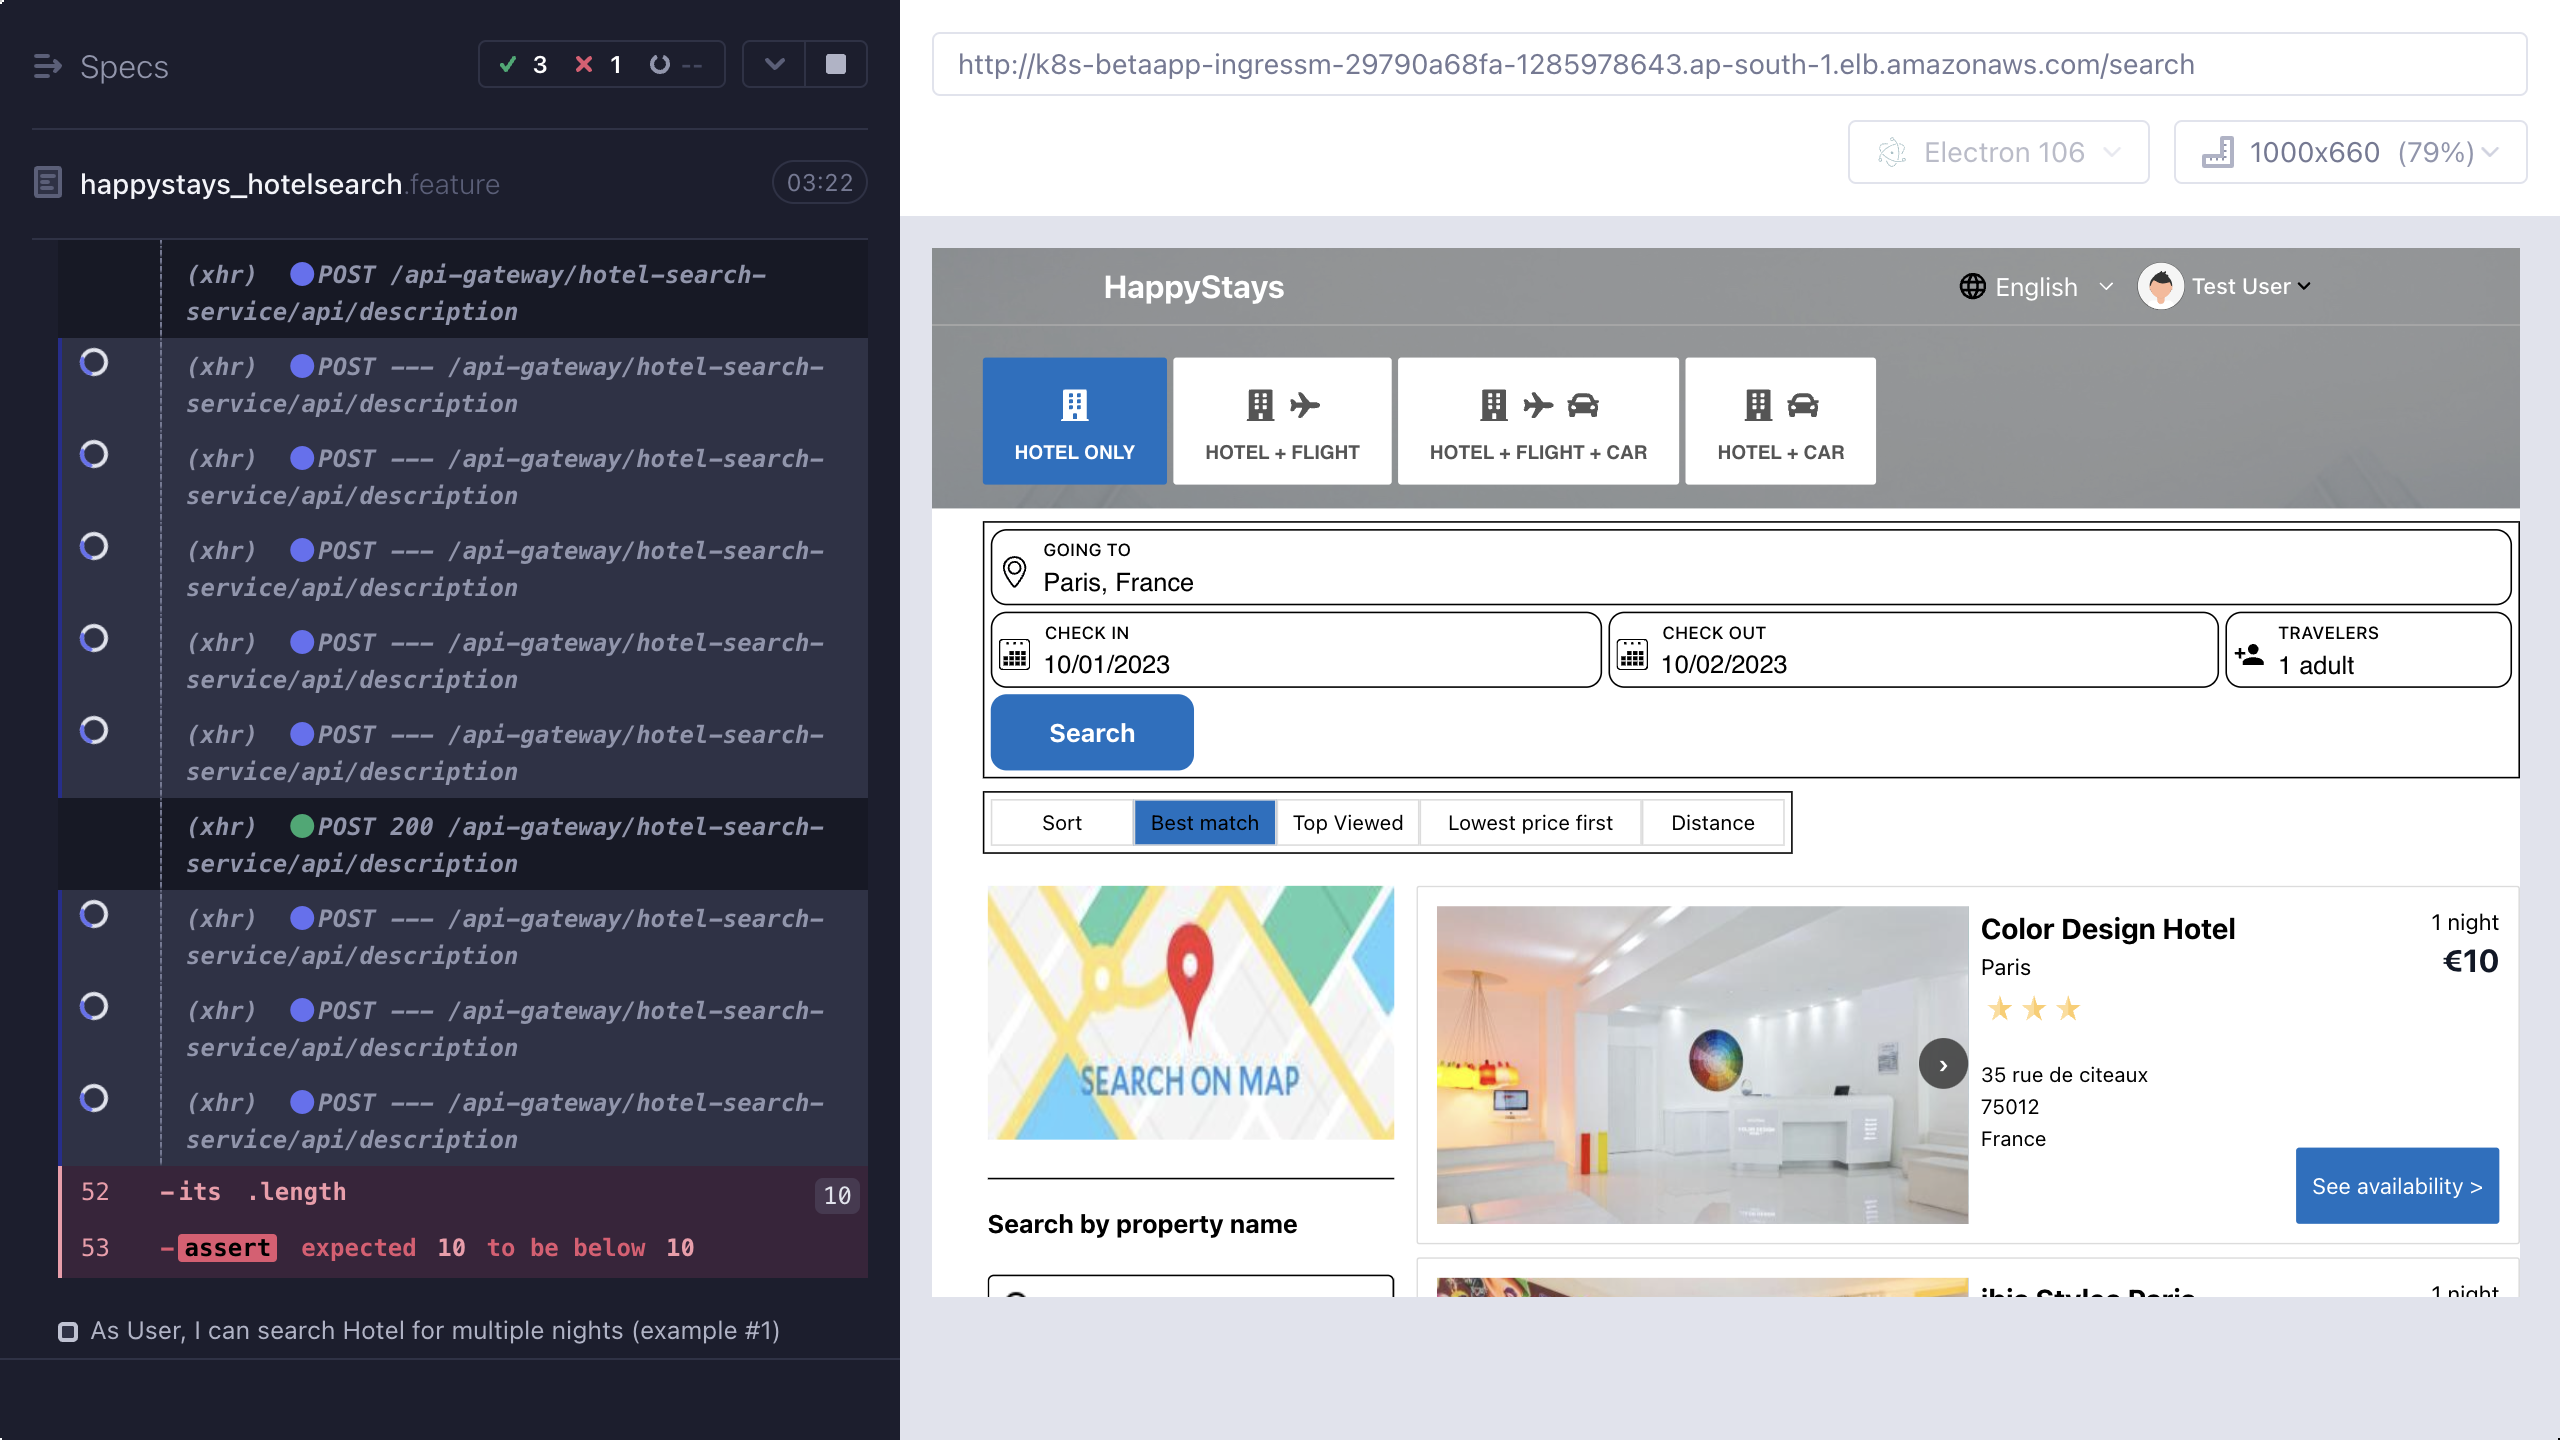 Specs
3 1 --
happystays_hotelsearch.feature
03:22
(xhr) POST /api-gateway/hotel-search-
service/api/description
(xhr) POST --- /api-gateway/hotel-search-
service/api/description
(xhr) POST --- /api-gateway/hotel-search-
service/api/description
(xhr) POST --- /api-gateway/hotel-search-
service/api/description
(xhr) POST --- /api-gateway/hotel-search-
service/api/description
(xhr) POST --- /api-gateway/hotel-search-
service/api/description
(xhr) POST 200 /api-gateway/hotel-search-
service/api/description
(xhr) POST --- /api-gateway/hotel-search-
service/api/description
(xhr) POST --- /api-gateway/hotel-search-
service/api/description
(xhr) POST --- /api-gateway/hotel-search-
service/api/description
52 -its .length 10
53 -assert expected 10 to be below 10
As User, I can search Hotel for multiple nights (example #1)
http://k8s-betaapp-ingressm-29790a68fa-1285978643.ap-south-1.elb.amazonaws.com/search
Electron 106
1000x660 (79%)
HappyStays
English
Test User
HOTEL ONLY
HOTEL + FLIGHT
HOTEL + FLIGHT + CAR
HOTEL + CAR
GOING TO
Paris, France
CHECK IN
10/01/2023
CHECK OUT
10/02/2023
TRAVELERS
1 adult
Search
Sort
Best match
Top Viewed
Lowest price first
Distance
SEARCH ON MAP
Search by property name
Color Design Hotel
Paris
35 rue de citeaux
75012
France
1 night
€10
See availability >
ibis Styles Paris
1 night